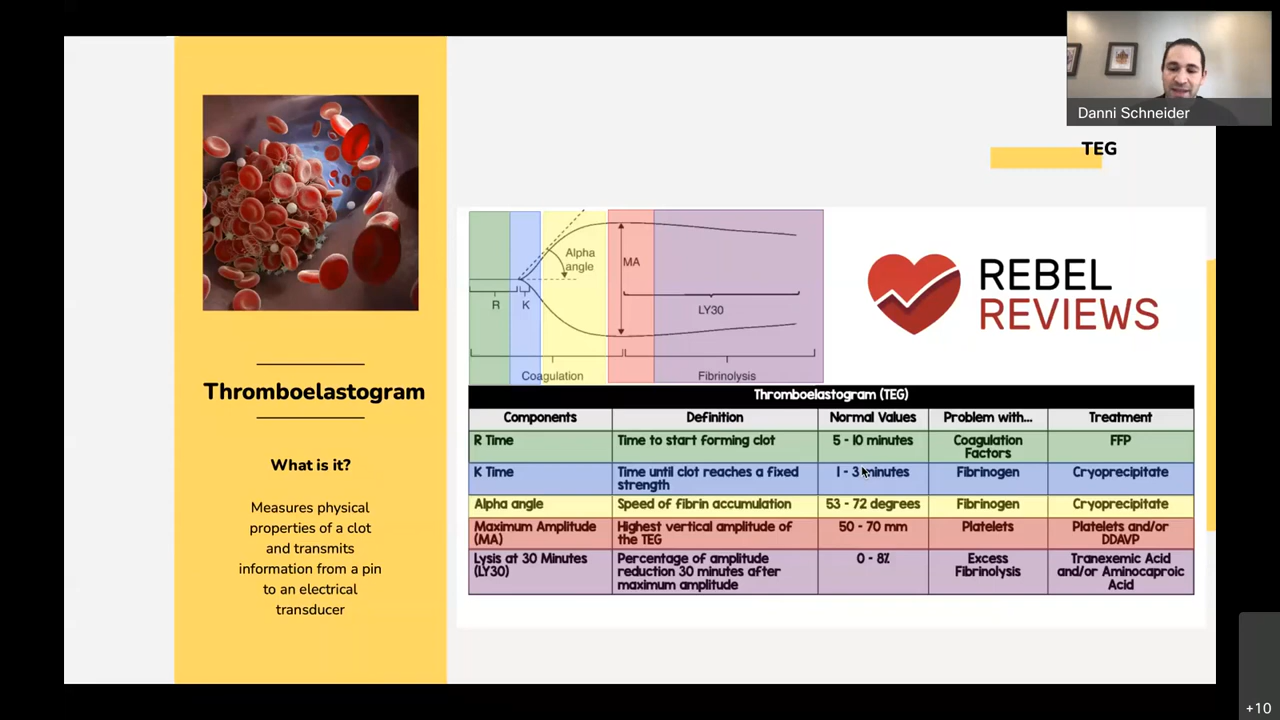 Danni Schneider
TEG
Thromboelastogram
What is it?
Measures physical
properties of a clot
and transmits
information from a pin
to an electrical
transducer
Alpha
angle
MA
R
K
LY30
Coagulation
Fibrinolysis
REBEL
REVIEWS
Thromboelastogram (TEG)
Components Definition Normal Values Problem with... Treatment
R Time Time to start forming clot 5 - 10 minutes Coagulation Factors FFP
K Time Time until clot reaches a fixed strength 1 - 3 minutes Fibrinogen Cryoprecipitate
Alpha angle Speed of fibrin accumulation 53 - 72 degrees Fibrinogen Cryoprecipitate
Maximum Amplitude (MA) Highest vertical amplitude of the TEG 50 - 70 mm Platelets Platelets and/or DDAVP
Lysis at 30 Minutes (LY30) Percentage of amplitude reduction 30 minutes after maximum amplitude 0 - 8% Excess Fibrinolysis Tranexemic Acid and/or Aminocaproic Acid
+10